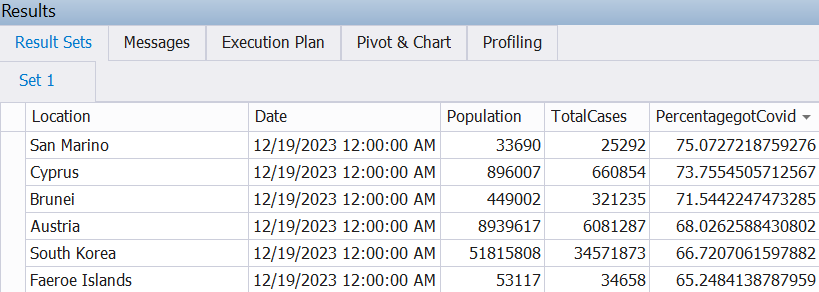 Results
Result Sets Messages Execution Plan Pivot & Chart Profiling
Set 1
Location Date Population TotalCases PercentagegotCovid
San Marino 12/19/2023 12:00:00 AM 33690 25292 75.0727218759276
Cyprus 12/19/2023 12:00:00 AM 896007 660854 73.7554505712567
Brunei 12/19/2023 12:00:00 AM 449002 321235 71.5442247473285
Austria 12/19/2023 12:00:00 AM 8939617 6081287 68.0262588430802
South Korea 12/19/2023 12:00:00 AM 51815808 34571873 66.7207061597882
Faeroe Islands 12/19/2023 12:00:00 AM 53117 34658 65.2484138787959